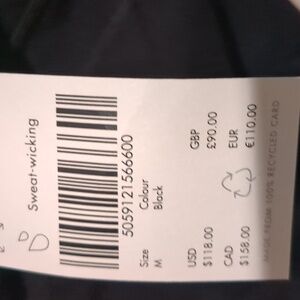 Sweat-wicking
5059121566600
Size Colour
M Black
USD GBP
$118.00 £90.00
CAD EUR
$158.00 €110.00
MADE FROM 100% RECYCLED CARD